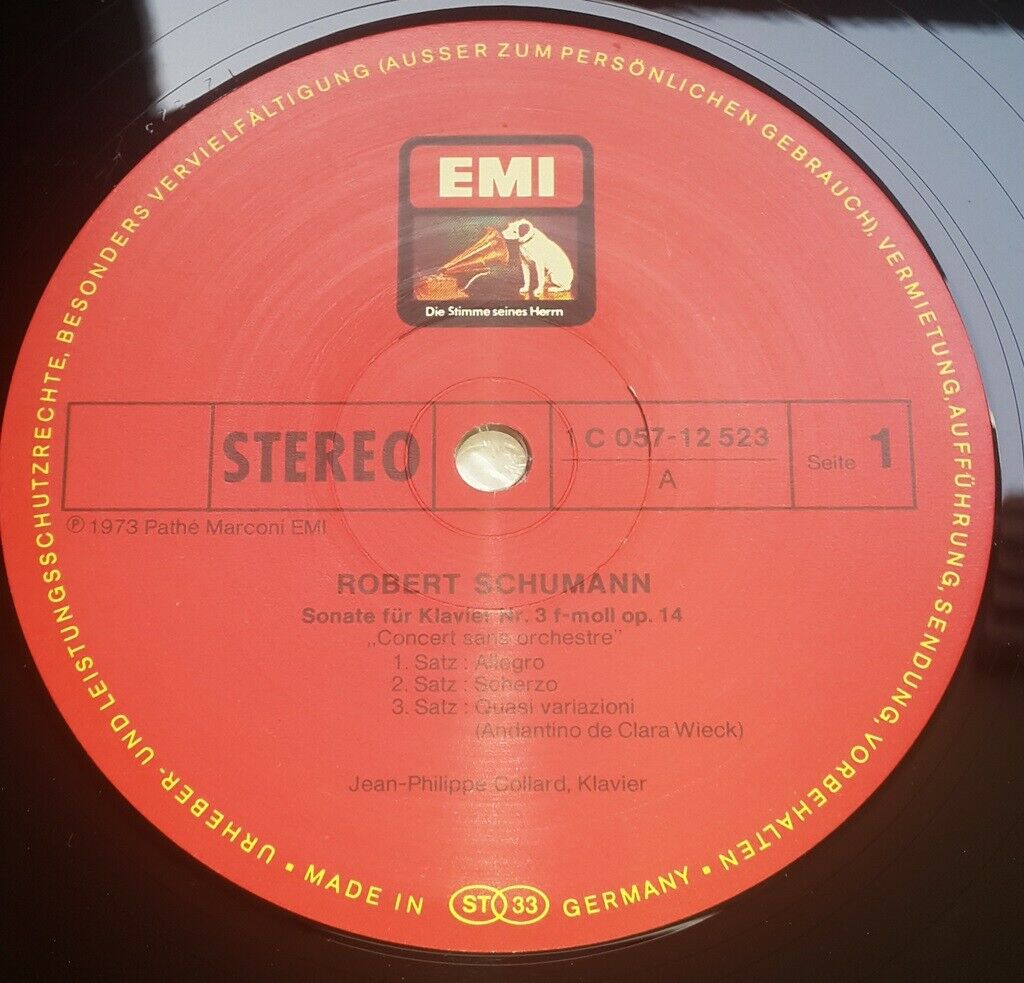 URHEBER- UND LEISTUNGSSCHUTZRECHTE, BESONDERS VERVIELFÄLTIGUNG (AUSSER ZUM PERSÖNLICHEN GEBRAUCH), VERMIETUNG, AUFFÜHRUNG, SENDUNG, VORBEHALTEN
EMI
Die Stimme seines Herrn
STEREO
1 C 057-12 523
A
Seite 1
℗ 1973 Pathé Marconi EMI
ROBERT SCHUMANN
Sonate für Klavier Nr. 3 f-moll op. 14
„Concert sans orchestre”
1. Satz : Allegro
2. Satz : Scherzo
3. Satz : Quasi variazioni
(Andantino de Clara Wieck)
Jean-Philippe Collard, Klavier
▪ MADE IN ST 33 GERMANY ▪